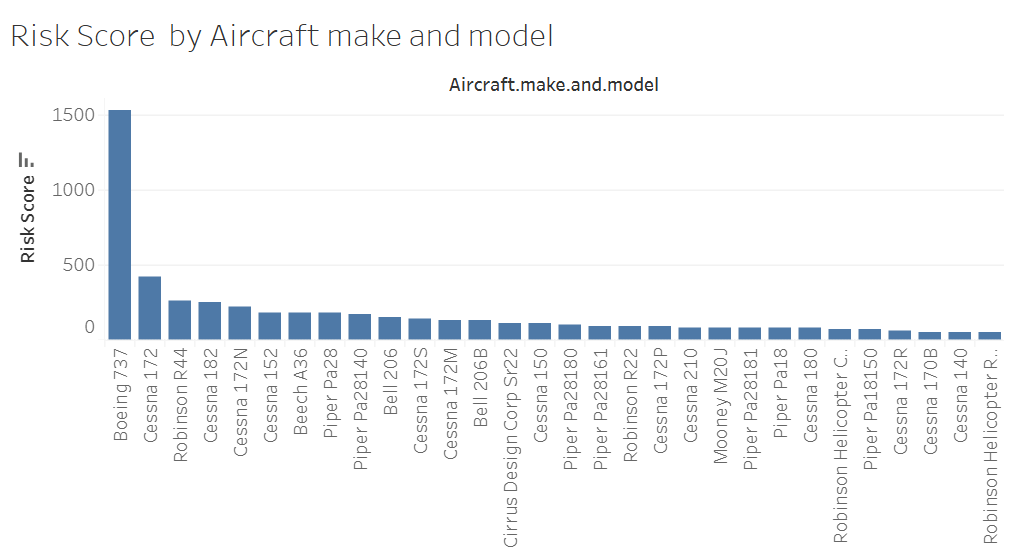 Risk Score by Aircraft make and model
Aircraft.make.and.model
Risk Score
1500
1000
500
0
Boeing 737
Cessna 172
Robinson R44
Cessna 182
Cessna 172N
Cessna 152
Beech A36
Piper Pa28
Piper Pa28140
Bell 206
Cessna 172S
Cessna 172M
Bell 206B
Cirrus Design Corp Sr22
Cessna 150
Piper Pa28180
Piper Pa28161
Robinson R22
Cessna 172P
Cessna 210
Mooney M20J
Piper Pa28181
Piper Pa18
Cessna 180
Robinson Helicopter C..
Piper Pa18150
Cessna 172R
Cessna 170B
Cessna 140
Robinson Helicopter R..